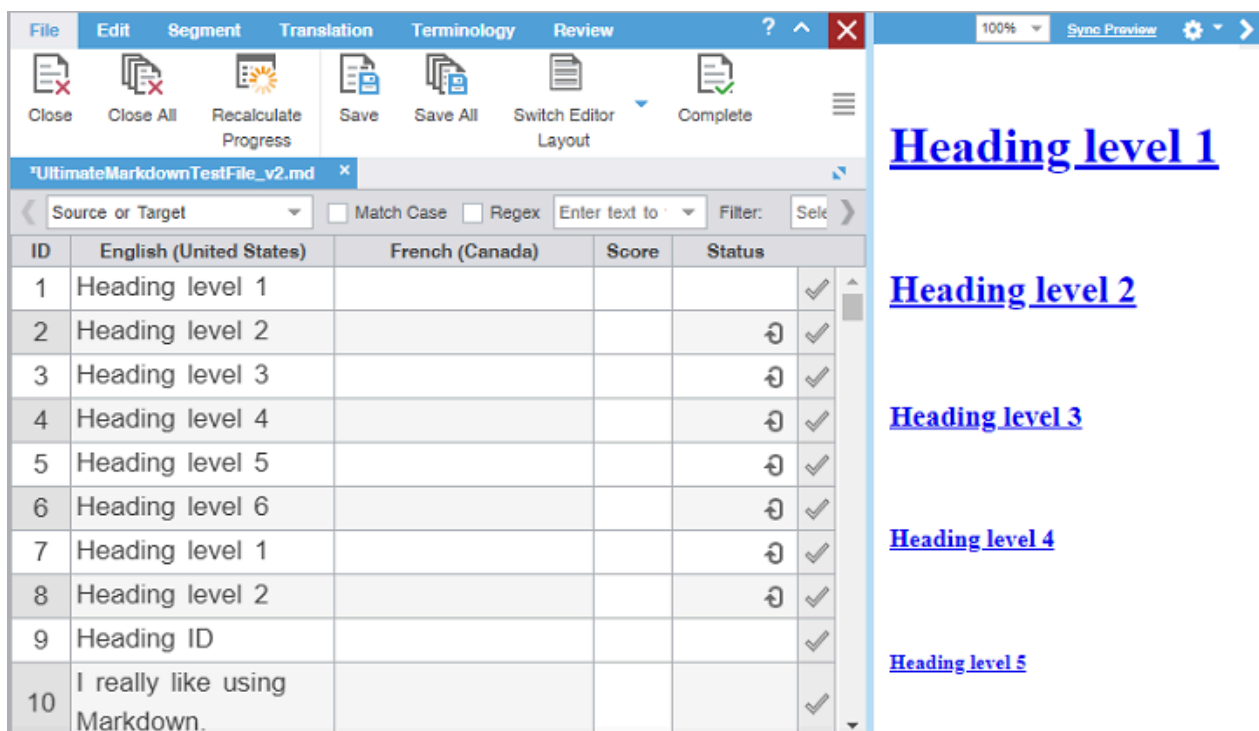 File Edit Segment Translation Terminology Review ?
100% Sync Preview
Close Close All Recalculate Progress Save Save All Switch Editor Layout Complete
*UltimateMarkdownTestFile_v2.md ×
Source or Target Match Case Regex Enter text to Filter: Sele
ID English (United States) French (Canada) Score Status
1 Heading level 1
2 Heading level 2
3 Heading level 3
4 Heading level 4
5 Heading level 5
6 Heading level 6
7 Heading level 1
8 Heading level 2
9 Heading ID
10 I really like using
Markdown.
Heading level 1
Heading level 2
Heading level 3
Heading level 4
Heading level 5